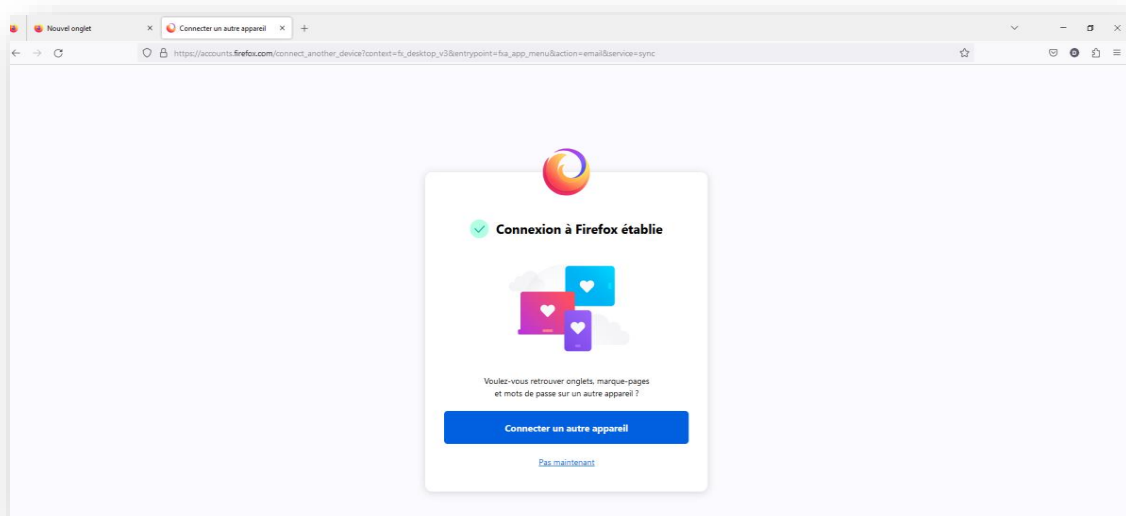 Nouvel onglet
Connecter un autre appareil
https://accounts.firefox.com/connect_another_device?context=fx_desktop_v3&entrypoint=fxa_app_menu&action=email&service=sync
Connexion à Firefox établie
Voulez-vous retrouver onglets, marque-pages
et mots de passe sur un autre appareil ?
Connecter un autre appareil
Pas maintenant